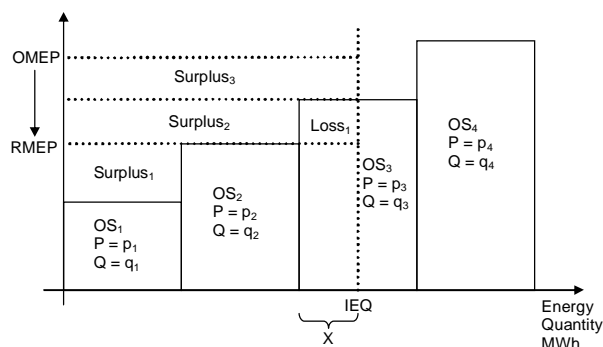 OMEP
Surplus₃
Surplus₂
Loss₁
RMEP
Surplus₁
OS₁
P = p₁
Q = q₁
OS₂
P = p₂
Q = q₂
OS₃
P = p₃
Q = q₃
OS₄
P = p₄
Q = q₄
IEQ
X
Energy
Quantity
MWh